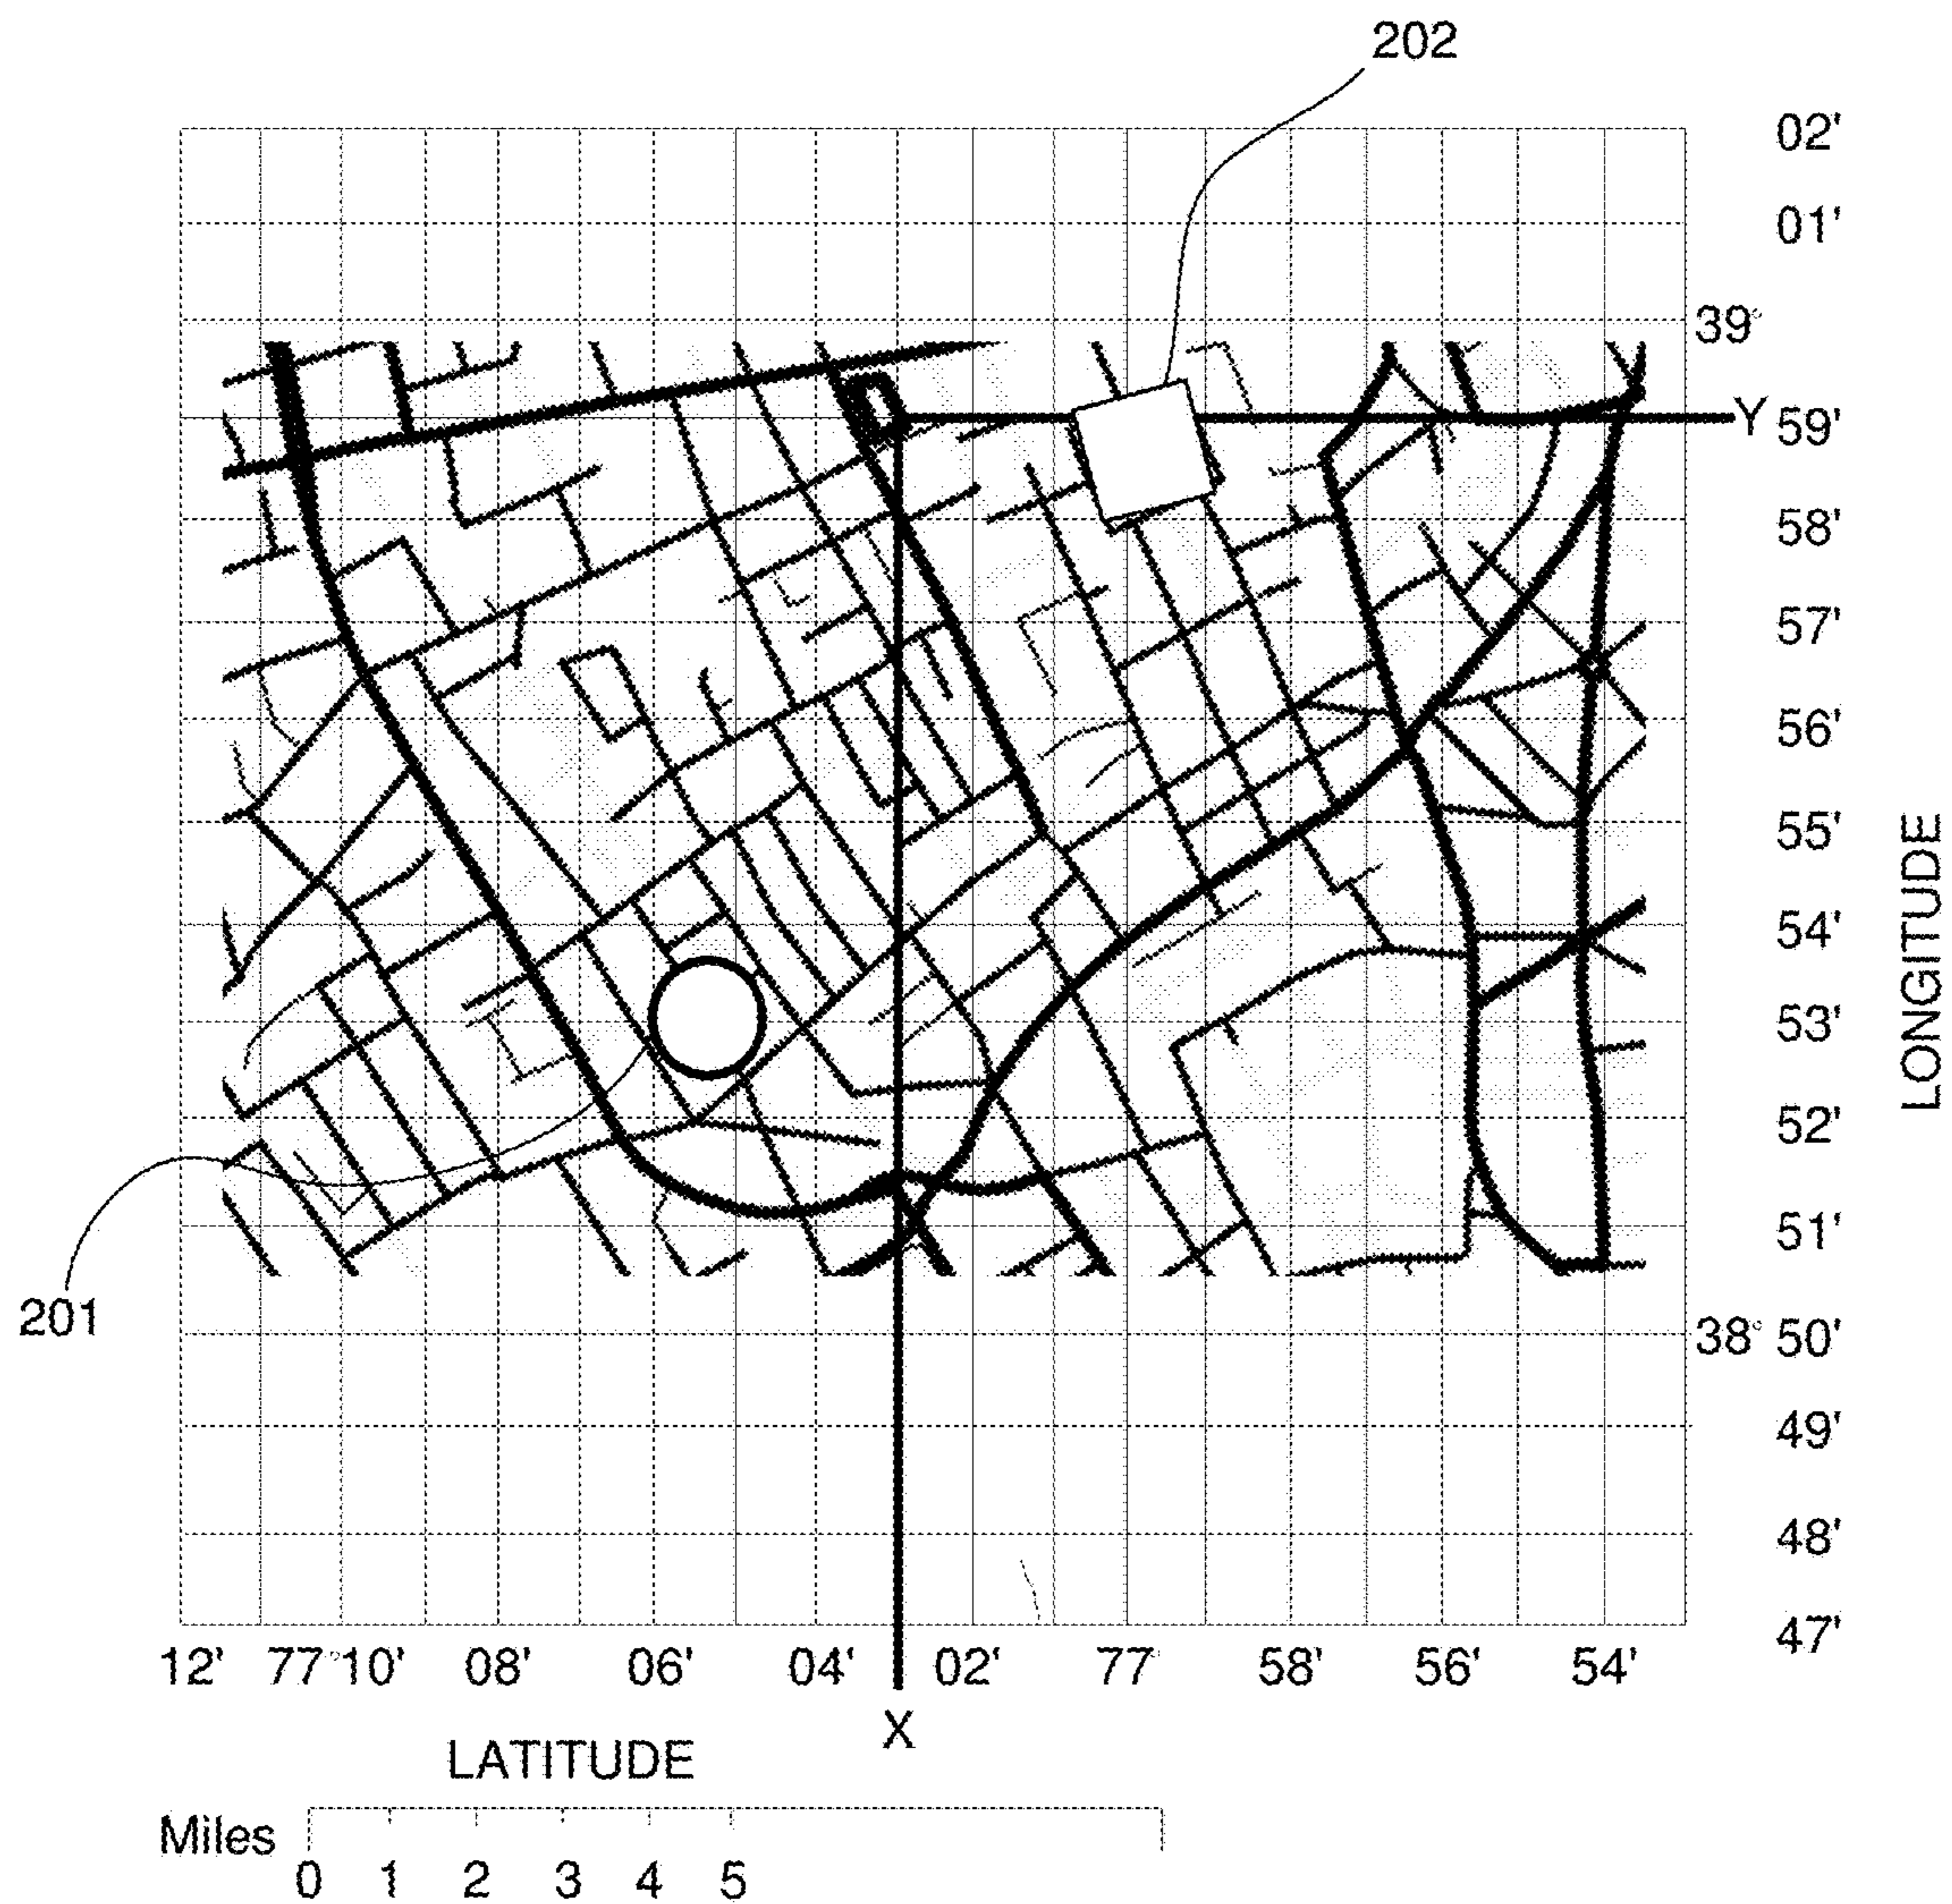 202
02'
01'
39°
Y 59'
58'
57'
56'
55'
54'
53'
52'
51'
38° 50'
49'
48'
47'
LONGITUDE
201
12' 77°10' 08' 06' 04' 02' 77 58' 56' 54'
X
LATITUDE
Miles
0 1 2 3 4 5